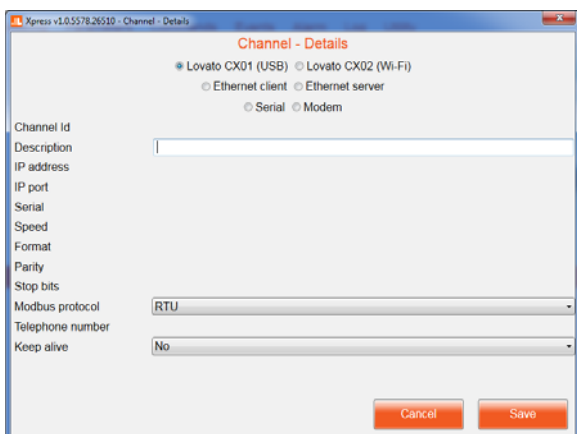 Xpress v1.0.5578.26510 - Channel - Details
Channel - Details
Lovato CX01 (USB) Lovato CX02 (Wi-Fi)
Ethernet client Ethernet server
Serial Modem
Channel Id
Description
IP address
IP port
Serial
Speed
Format
Parity
Stop bits
Modbus protocol RTU
Telephone number
Keep alive No
Cancel Save